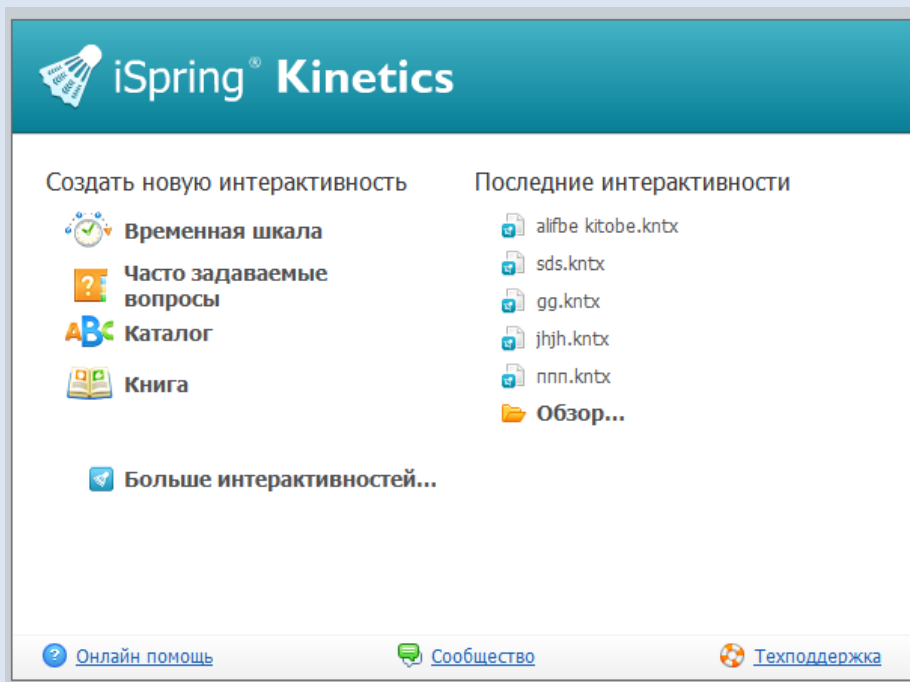 iSpring® Kinetics
Создать новую интерактивность
Временная шкала
Часто задаваемые
вопросы
Каталог
Книга
Больше интерактивностей...
Последние интерактивности
alifbe kitobe.kntx
sds.kntx
gg.kntx
jhjh.kntx
ппп.kntx
Обзор...
Онлайн помощь
Сообщество
Техподдержка